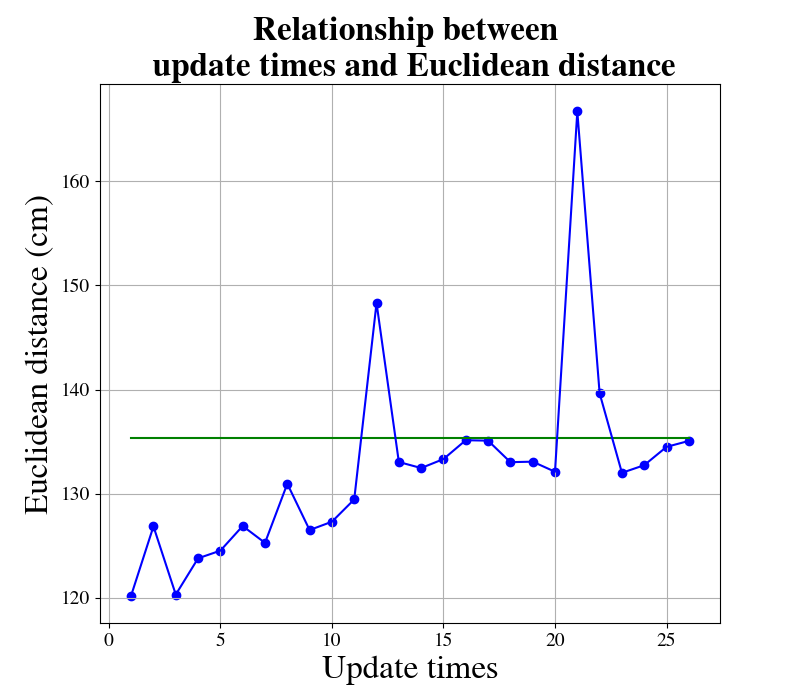 Relationship between
update times and Euclidean distance
Euclidean distance (cm)
160
150
140
130
120
0 5 10 15 20 25
Update times